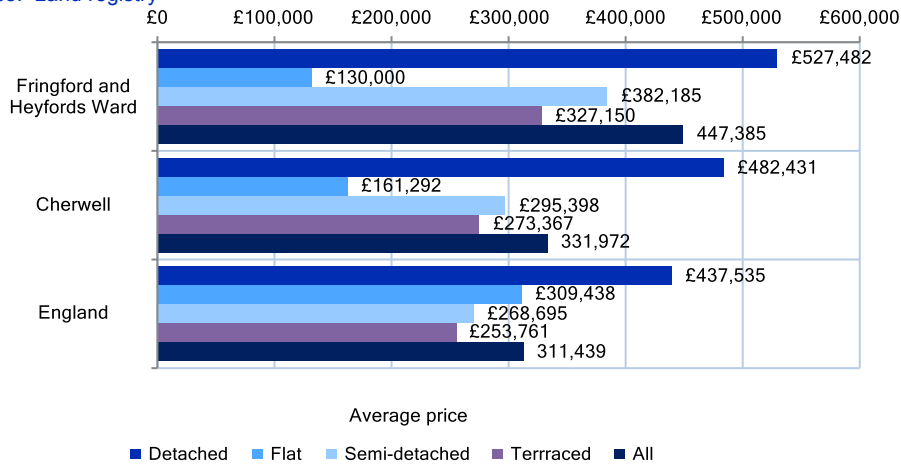 Land registry
£0 £100,000 £200,000 £300,000 £400,000 £500,000 £600,000
Fringford and
Heyfords Ward
£527,482
£130,000
£382,185
£327,150
447,385
Cherwell
£482,431
£161,292
£295,398
£273,367
331,972
England
£437,535
£309,438
£268,695
£253,761
311,439
Average price
Detached Flat Semi-detached Terrraced All